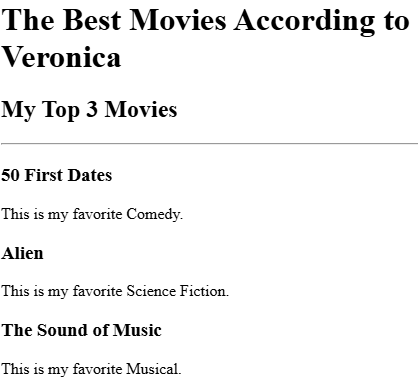 The Best Movies According to
Veronica
My Top 3 Movies
50 First Dates
This is my favorite Comedy.
Alien
This is my favorite Science Fiction.
The Sound of Music
This is my favorite Musical.